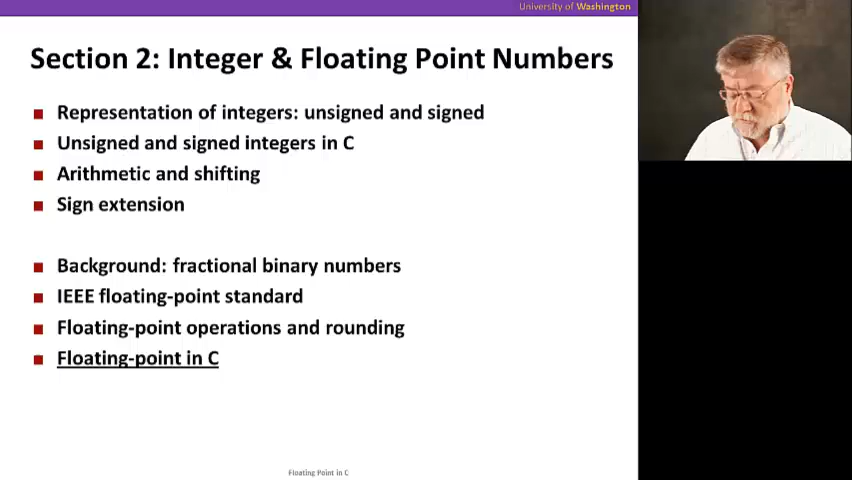 University of Washington
Section 2: Integer & Floating Point Numbers
Representation of integers: unsigned and signed
Unsigned and signed integers in C
Arithmetic and shifting
Sign extension
Background: fractional binary numbers
IEEE floating-point standard
Floating-point operations and rounding
Floating-point in C
Floating Point in C